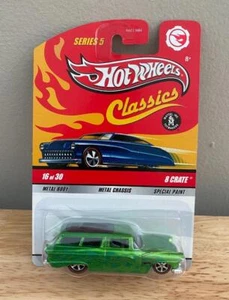 SERIES 5
Hot Wheels
Classics
16 of 30
8 CRATE®
METAL BODY
METAL CHASSIS
SPECIAL PAINT